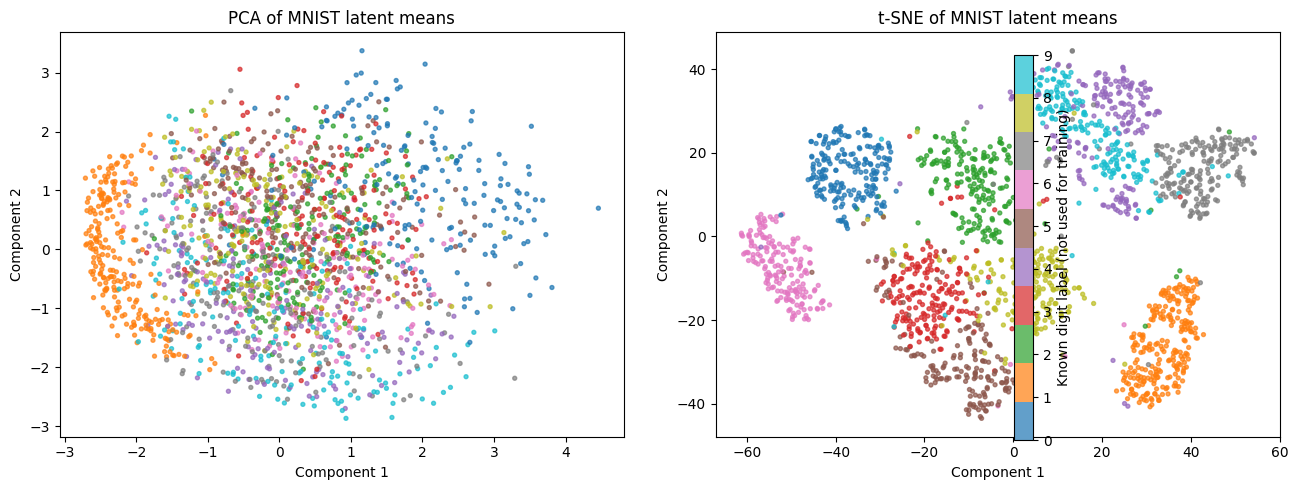 PCA of MNIST latent means
3
2
1
0
−1
−2
−3
Component 2
−3 −2 −1 0 1 2 3 4
Component 1
t-SNE of MNIST latent means
40
20
0
−20
−40
Component 2
−60 −40 −20 0 20 40 60
Component 1
9
8
7
6
5
4
3
2
1
0
Known digit label (not used for training)